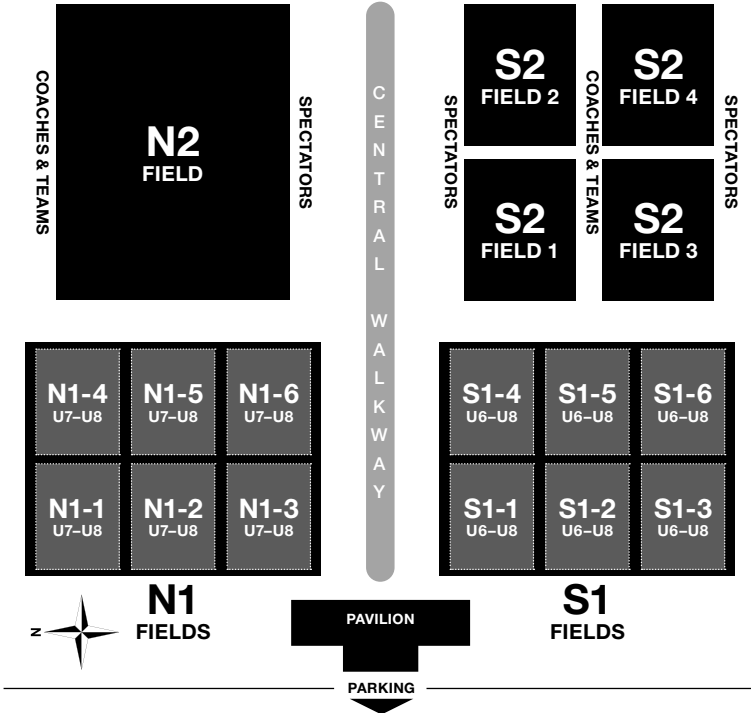 COACHES & TEAMS
N2
FIELD
SPECTATORS
CENTRAL WALKWAY
SPECTATORS
S2
FIELD 2
COACHES & TEAMS
S2
FIELD 4
SPECTATORS
S2
FIELD 1
S2
FIELD 3
N1-4
U7–U8
N1-5
U7–U8
N1-6
U7–U8
N1-1
U7–U8
N1-2
U7–U8
N1-3
U7–U8
N1
FIELDS
S1-4
U6–U8
S1-5
U6–U8
S1-6
U6–U8
S1-1
U6–U8
S1-2
U6–U8
S1-3
U6–U8
S1
FIELDS
N
PAVILION
PARKING